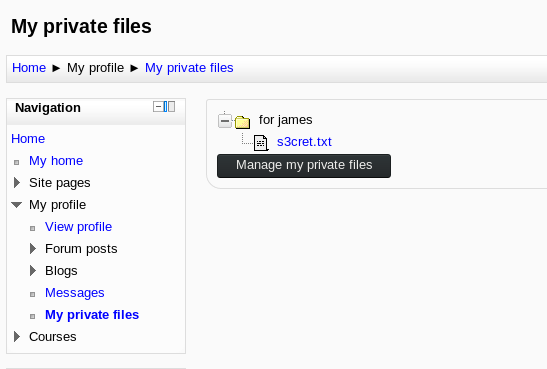 My private files
Home ► My profile ► My private files
Navigation
Home
My home
Site pages
My profile
View profile
Forum posts
Blogs
Messages
My private files
Courses
for james
s3cret.txt
Manage my private files